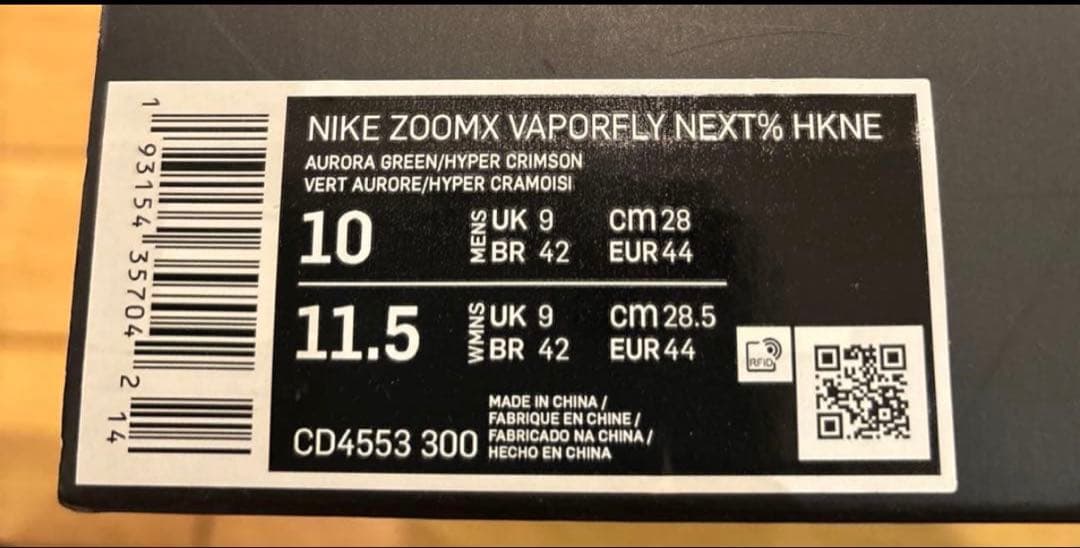 1 93154 35704 2 14
NIKE ZOOMX VAPORFLY NEXT% HKNE
AURORA GREEN/HYPER CRIMSON
VERT AURORE/HYPER CRAMOISI
10
MENS
UK 9 cm 28
BR 42 EUR 44
11.5
WMNS
UK 9 cm 28.5
BR 42 EUR 44
RFID
CD4553 300
MADE IN CHINA /
FABRIQUE EN CHINE /
FABRICADO NA CHINA /
HECHO EN CHINA